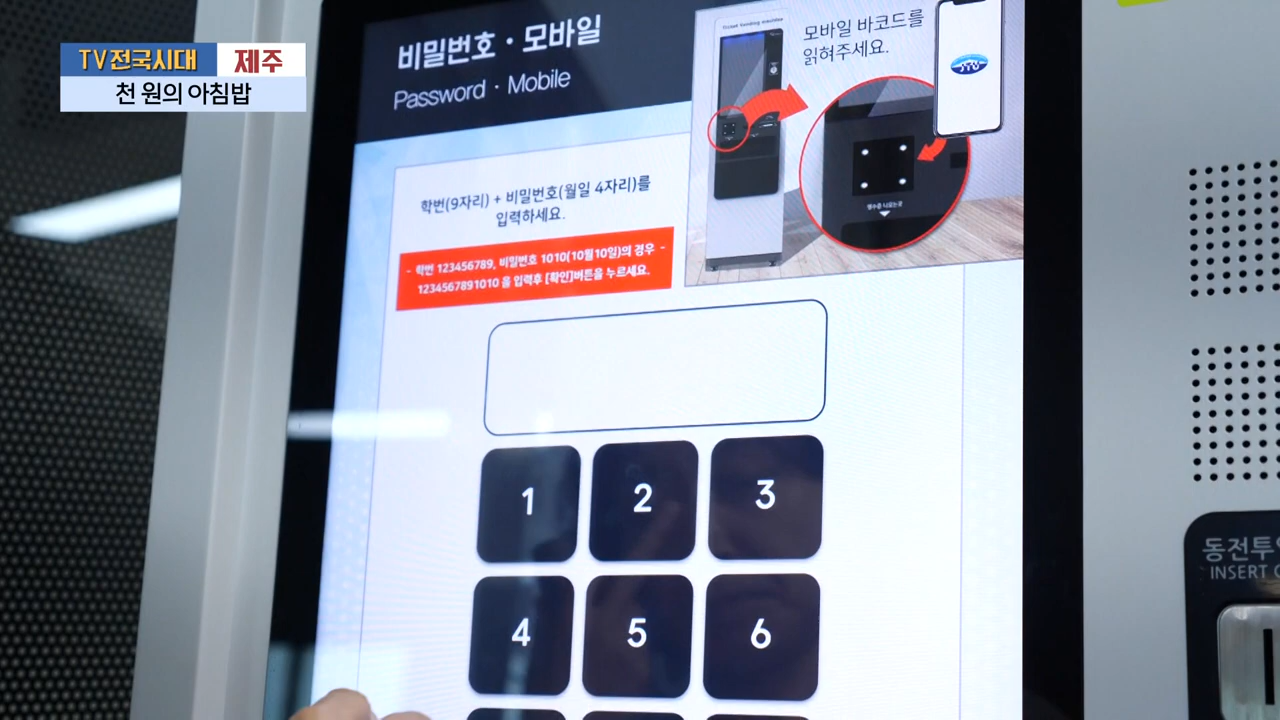 TV전국시대 제주
천 원의 아침밥
비밀번호 · 모바일
Password · Mobile
모바일 바코드를
읽혀주세요.
Ticket vending machine
학번(9자리) + 비밀번호(월일 4자리)를
입력하세요.
- 학번 123456789, 비밀번호 1010(10월10일)의 경우 -
1234567891010 을 입력후 [확인]버튼을 누르세요.
1 2 3
4 5 6
동전투
INSERT